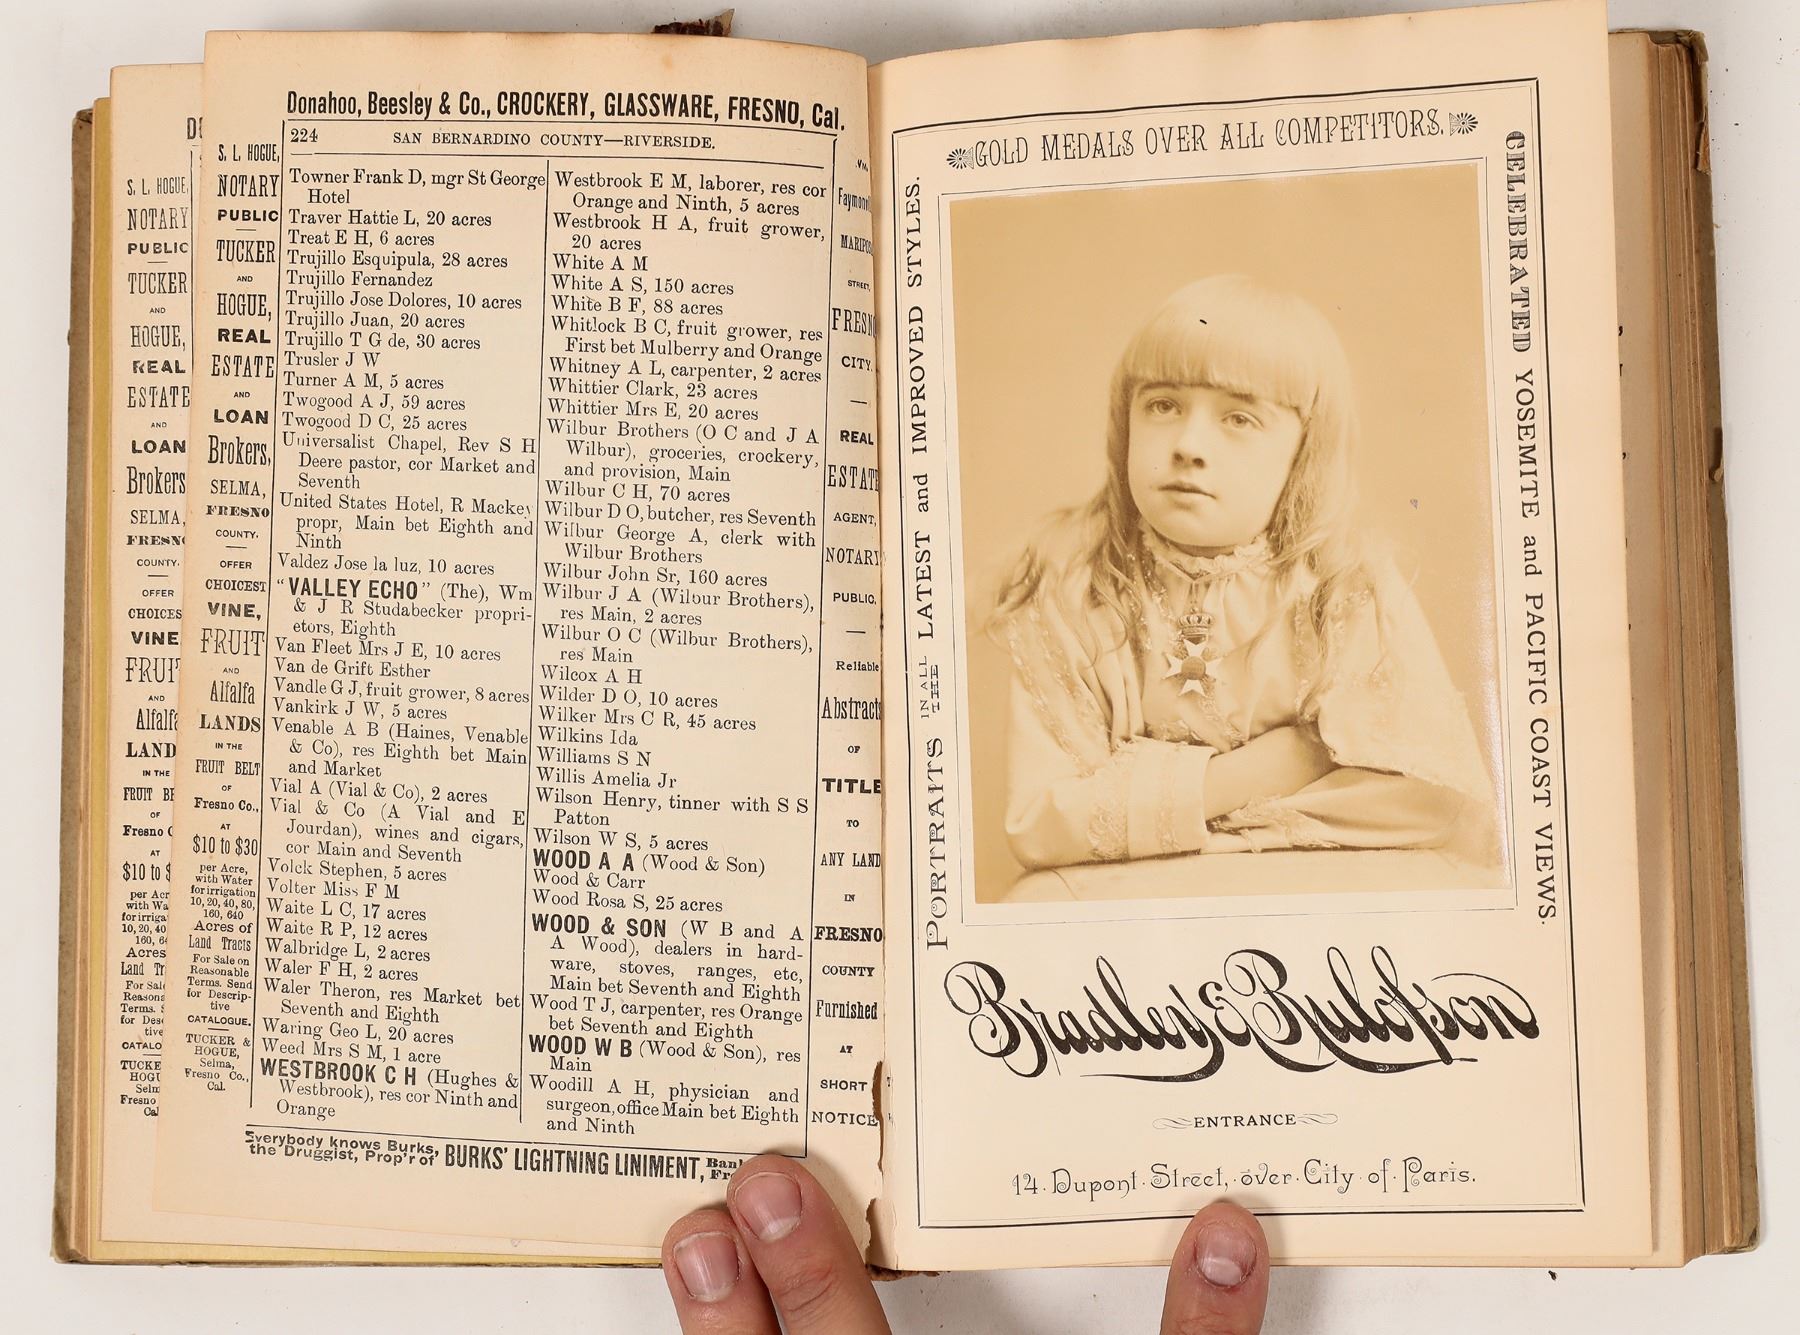 Donahoo, Beesley & Co., CROCKERY, GLASSWARE, FRESNO, Cal.
224 SAN BERNARDINO COUNTY—RIVERSIDE.
S. L. HOGUE,
NOTARY
PUBLIC
TUCKER
AND
HOGUE,
REAL
ESTATE
AND
LOAN
Brokers,
SELMA,
FRESNO
COUNTY.
OFFER
CHOICEST
VINE,
FRUIT
AND
Alfalfa
LANDS
IN THE
FRUIT BELT
OF
Fresno Co.,
AT
$10 to $30
per Acre,
with Water
for irrigation
10, 20, 40, 80,
160, 640
Acres of
Land Tracts
For Sale on
Reasonable
Terms. Send
for Descrip-
tive
CATALOGUE.
TUCKER &
HOGUE,
Selma,
Fresno Co.,
Cal.
Towner Frank D, mgr St George
Hotel
Traver Hattie L, 20 acres
Treat E H, 6 acres
Trujillo Esquipula, 28 acres
Trujillo Fernandez
Trujillo Jose Dolores, 10 acres
Trujillo Juan, 20 acres
Trujillo T G de, 30 acres
Trusler J W
Turner A M, 5 acres
Twogood A J, 59 acres
Twogood D C, 25 acres
Universalist Chapel, Rev S H
Deere pastor, cor Market and
Seventh
United States Hotel, R Mackey
propr, Main bet Eighth and
Ninth
Valdez Jose la luz, 10 acres
"VALLEY ECHO" (The), Wm
& J R Studabecker propri-
etors, Eighth
Van Fleet Mrs J E, 10 acres
Van de Grift Esther
Vandle G J, fruit grower, 8 acres
Vankirk J W, 5 acres
Venable A B (Haines, Venable
& Co), res Eighth bet Main
and Market
Vial A (Vial & Co), 2 acres
Vial & Co (A Vial and E
Jourdan), wines and cigars,
cor Main and Seventh
Volck Stephen, 5 acres
Volter Miss F M
Waite L C, 17 acres
Waite R P, 12 acres
Walbridge L, 2 acres
Waler F H, 2 acres
Waler Theron, res Market bet
Seventh and Eighth
Waring Geo L, 20 acres
Weed Mrs S M, 1 acre
WESTBROOK C H (Hughes &
Westbrook), res cor Ninth and
Orange
Westbrook E M, laborer, res cor
Orange and Ninth, 5 acres
Westbrook H A, fruit grower,
20 acres
White A M
White A S, 150 acres
White B F, 88 acres
Whitlock B C, fruit grower, res
First bet Mulberry and Orange
Whitney A L, carpenter, 2 acres
Whittier Clark, 23 acres
Whittier Mrs E, 20 acres
Wilbur Brothers (O C and J A
Wilbur), groceries, crockery,
and provision, Main
Wilbur C H, 70 acres
Wilbur D O, butcher, res Seventh
Wilbur George A, clerk with
Wilbur Brothers
Wilbur John Sr, 160 acres
Wilbur J A (Wilbur Brothers),
res Main, 2 acres
Wilbur O C (Wilbur Brothers),
res Main
Wilcox A H
Wilder D O, 10 acres
Wilker Mrs C R, 45 acres
Wilkins Ida
Williams S N
Willis Amelia Jr
Wilson Henry, tinner with S S
Patton
Wilson W S, 5 acres
WOOD A A (Wood & Son)
Wood & Carr
Wood Rosa S, 25 acres
WOOD & SON (W B and A
A Wood), dealers in hard-
ware, stoves, ranges, etc,
Main bet Seventh and Eighth
Wood T J, carpenter, res Orange
bet Seventh and Eighth
WOOD W B (Wood & Son), res
Main
Woodill A H, physician and
surgeon, office Main bet Eighth
and Ninth
STREET,
CITY.
REAL
AGENT,
PUBLIC.
Reliable
Abstracts
OF
TITLE
TO
ANY LAND
IN
FRESNO
COUNTY
Furnished
AT
SHORT
NOTICE
Everybody knows Burks,
the Druggist, Prop'r of BURKS' LIGHTNING LINIMENT,
S. L. HOGUE,
NOTARY
PUBLIC
TUCKER
AND
HOGUE,
REAL
ESTATE
AND
LOAN
Brokers
SELMA,
COUNTY.
OFFER
VINE
AND
IN THE
OF
AT
GOLD MEDALS OVER ALL COMPETITORS.
PORTRAITS IN ALL THE LATEST and IMPROVED STYLES.
CELEBRATED YOSEMITE and PACIFIC COAST VIEWS.
Bradley & Rulofson
ENTRANCE
14 Dupont Street, over City of Paris.